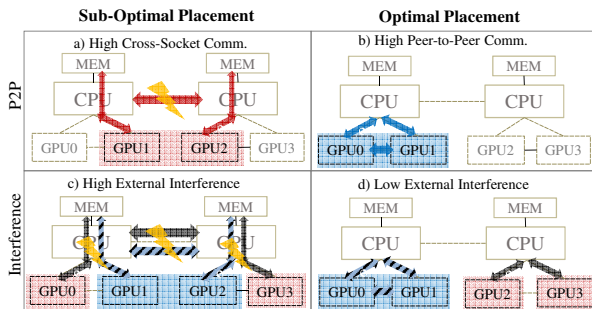 Sub-Optimal Placement
Optimal Placement
P2P
a) High Cross-Socket Comm.
MEM
MEM
CPU
CPU
GPU0
GPU1
GPU2
GPU3
b) High Peer-to-Peer Comm.
MEM
MEM
CPU
CPU
GPU0
GPU1
GPU2
GPU3
Interference
c) High External Interference
MEM
MEM
CPU
CPU
GPU0
GPU1
GPU2
GPU3
d) Low External Interference
MEM
MEM
CPU
CPU
GPU0
GPU1
GPU2
GPU3